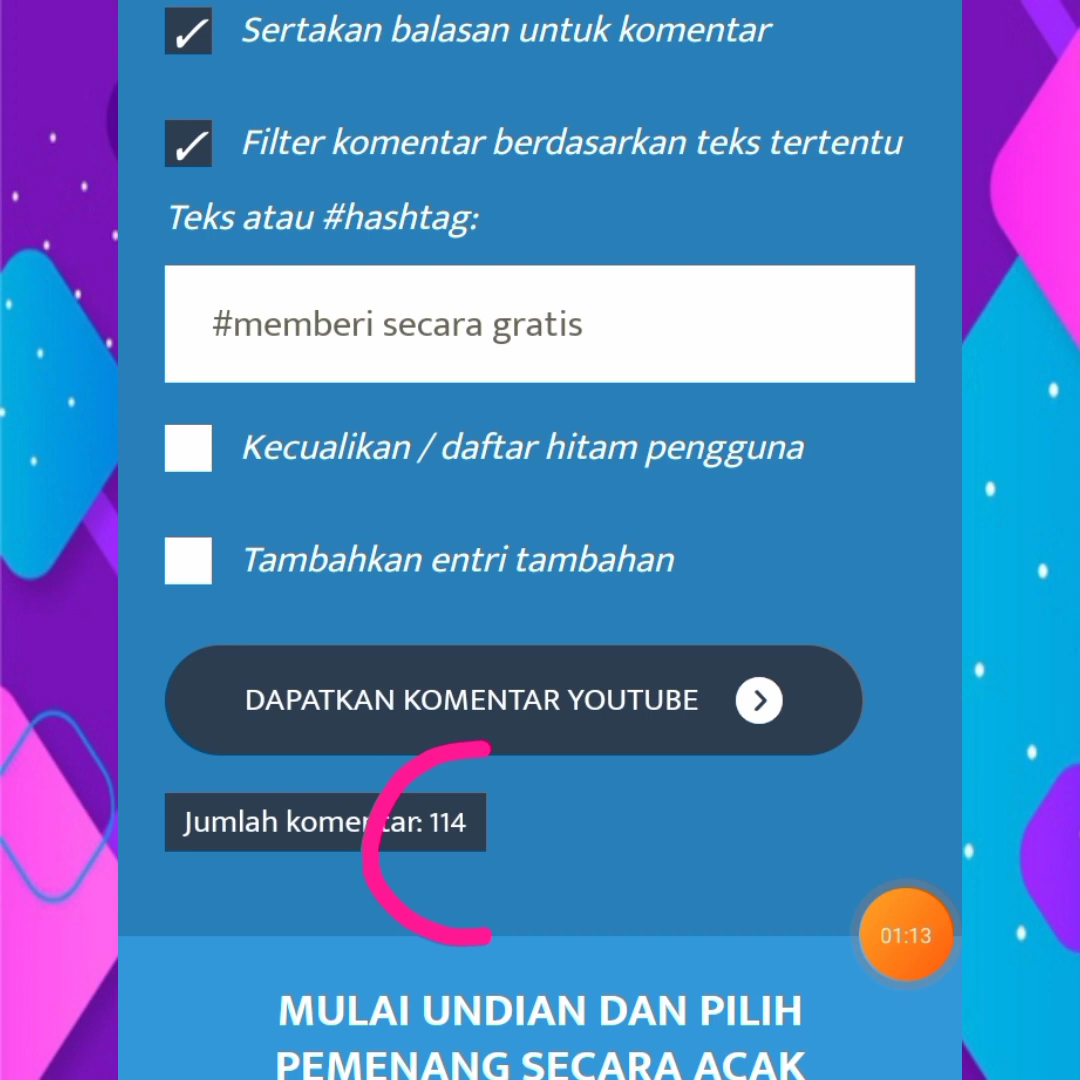 Sertakan balasan untuk komentar
Filter komentar berdasarkan teks tertentu
Teks atau #hashtag:
#memberi secara gratis
Kecualikan / daftar hitam pengguna
Tambahkan entri tambahan
DAPATKAN KOMENTAR YOUTUBE
Jumlah komentar: 114
01:13
MULAI UNDIAN DAN PILIH
PEMENANG SECARA ACAK